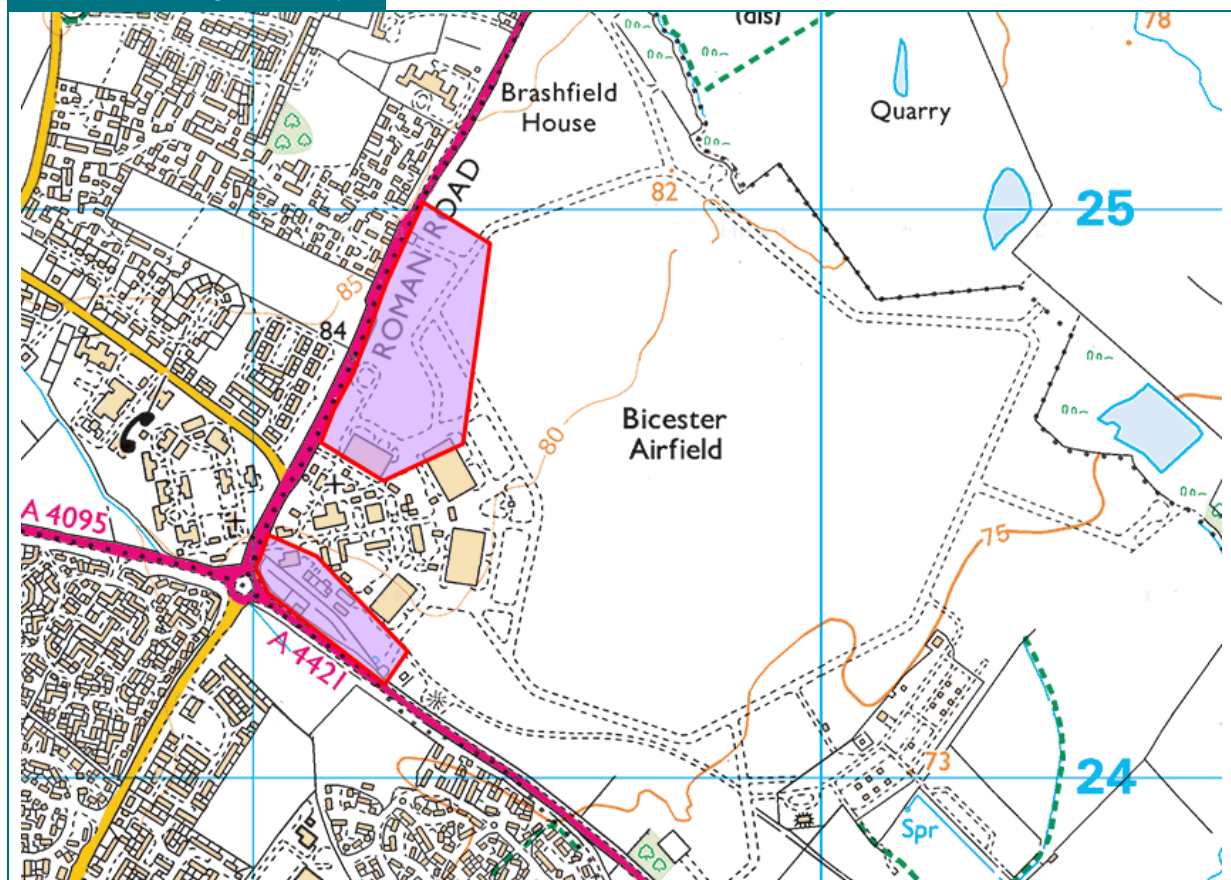 (dis)
78
Brashfield
House
Quarry
82
25
ROMAN ROAD
85
84
80
Bicester
Airfield
A 4095
75
A 4421
24
73
Spr